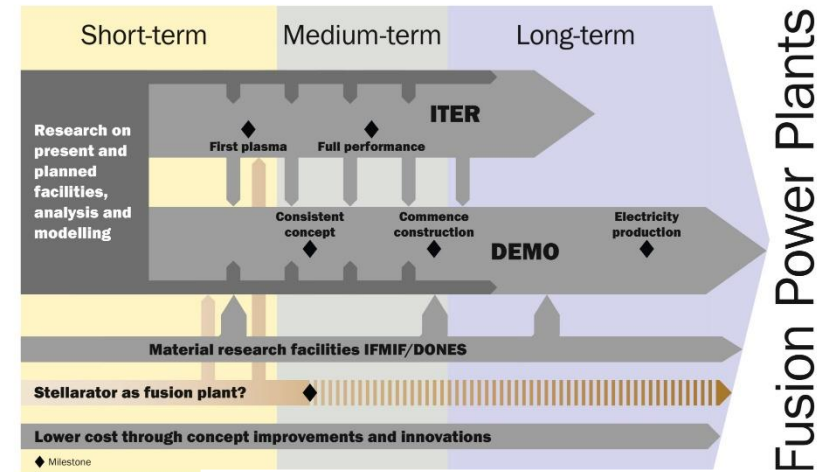 Short-term
Medium-term
Long-term
Research on
present and
planned
facilities,
analysis and
modelling
ITER
First plasma
Full performance
Consistent
concept
Commence
construction
Electricity
production
DEMO
Material research facilities IFMIF/DONES
Stellarator as fusion plant?
Lower cost through concept improvements and innovations
Milestone
Fusion Power Plants